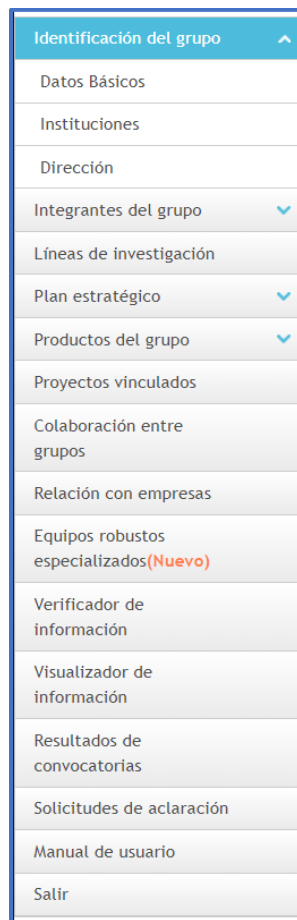 Identificación del grupo
Datos Básicos
Instituciones
Dirección
Integrantes del grupo
Líneas de investigación
Plan estratégico
Productos del grupo
Proyectos vinculados
Colaboración entre
grupos
Relación con empresas
Equipos robustos
especializados(Nuevo)
Verificador de
información
Visualizador de
información
Resultados de
convocatorias
Solicitudes de aclaración
Manual de usuario
Salir